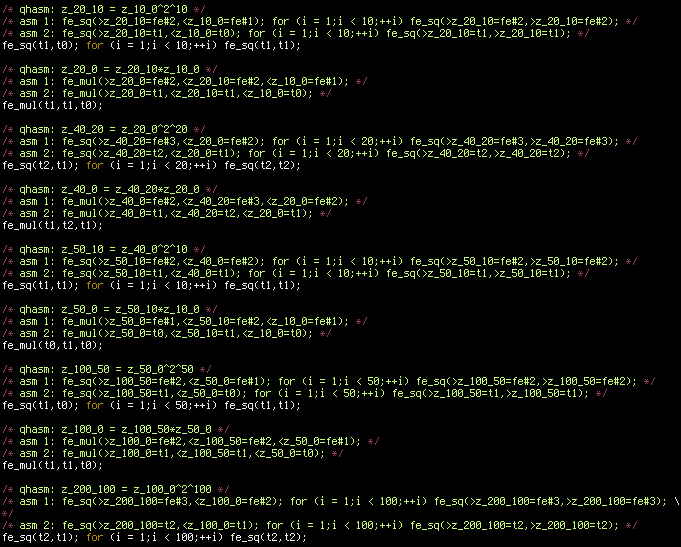 /* qhasm: z_20_10 = z_10_0^2^10 */
/* asm 1: fe_sq(>z_20_10=fe#2,<z_10_0=fe#1); for (i = 1;i < 10;++i) fe_sq(>z_20_10=fe#2,>z_20_10=fe#2); */
/* asm 2: fe_sq(>z_20_10=t1,<z_10_0=t0); for (i = 1;i < 10;++i) fe_sq(>z_20_10=t1,>z_20_10=t1); */
fe_sq(t1,t0); for (i = 1;i < 10;++i) fe_sq(t1,t1);
/* qhasm: z_20_0 = z_20_10*z_10_0 */
/* asm 1: fe_mul(>z_20_0=fe#2,<z_20_10=fe#2,<z_10_0=fe#1); */
/* asm 2: fe_mul(>z_20_0=t1,<z_20_10=t1,<z_10_0=t0); */
fe_mul(t1,t1,t0);
/* qhasm: z_40_20 = z_20_0^2^20 */
/* asm 1: fe_sq(>z_40_20=fe#3,<z_20_0=fe#2); for (i = 1;i < 20;++i) fe_sq(>z_40_20=fe#3,>z_40_20=fe#3); */
/* asm 2: fe_sq(>z_40_20=t2,<z_20_0=t1); for (i = 1;i < 20;++i) fe_sq(>z_40_20=t2,>z_40_20=t2); */
fe_sq(t2,t1); for (i = 1;i < 20;++i) fe_sq(t2,t2);
/* qhasm: z_40_0 = z_40_20*z_20_0 */
/* asm 1: fe_mul(>z_40_0=fe#2,<z_40_20=fe#3,<z_20_0=fe#2); */
/* asm 2: fe_mul(>z_40_0=t1,<z_40_20=t2,<z_20_0=t1); */
fe_mul(t1,t2,t1);
/* qhasm: z_50_10 = z_40_0^2^10 */
/* asm 1: fe_sq(>z_50_10=fe#2,<z_40_0=fe#2); for (i = 1;i < 10;++i) fe_sq(>z_50_10=fe#2,>z_50_10=fe#2); */
/* asm 2: fe_sq(>z_50_10=t1,<z_40_0=t1); for (i = 1;i < 10;++i) fe_sq(>z_50_10=t1,>z_50_10=t1); */
fe_sq(t1,t1); for (i = 1;i < 10;++i) fe_sq(t1,t1);
/* qhasm: z_50_0 = z_50_10*z_10_0 */
/* asm 1: fe_mul(>z_50_0=fe#1,<z_50_10=fe#2,<z_10_0=fe#1); */
/* asm 2: fe_mul(>z_50_0=t0,<z_50_10=t1,<z_10_0=t0); */
fe_mul(t0,t1,t0);
/* qhasm: z_100_50 = z_50_0^2^50 */
/* asm 1: fe_sq(>z_100_50=fe#2,<z_50_0=fe#1); for (i = 1;i < 50;++i) fe_sq(>z_100_50=fe#2,>z_100_50=fe#2); */
/* asm 2: fe_sq(>z_100_50=t1,<z_50_0=t0); for (i = 1;i < 50;++i) fe_sq(>z_100_50=t1,>z_100_50=t1); */
fe_sq(t1,t0); for (i = 1;i < 50;++i) fe_sq(t1,t1);
/* qhasm: z_100_0 = z_100_50*z_50_0 */
/* asm 1: fe_mul(>z_100_0=fe#2,<z_100_50=fe#2,<z_50_0=fe#1); */
/* asm 2: fe_mul(>z_100_0=t1,<z_100_50=t1,<z_50_0=t0); */
fe_mul(t1,t1,t0);
/* qhasm: z_200_100 = z_100_0^2^100 */
/* asm 1: fe_sq(>z_200_100=fe#3,<z_100_0=fe#2); for (i = 1;i < 100;++i) fe_sq(>z_200_100=fe#3,>z_200_100=fe#3); \
*/
/* asm 2: fe_sq(>z_200_100=t2,<z_100_0=t1); for (i = 1;i < 100;++i) fe_sq(>z_200_100=t2,>z_200_100=t2); */
fe_sq(t2,t1); for (i = 1;i < 100;++i) fe_sq(t2,t2);